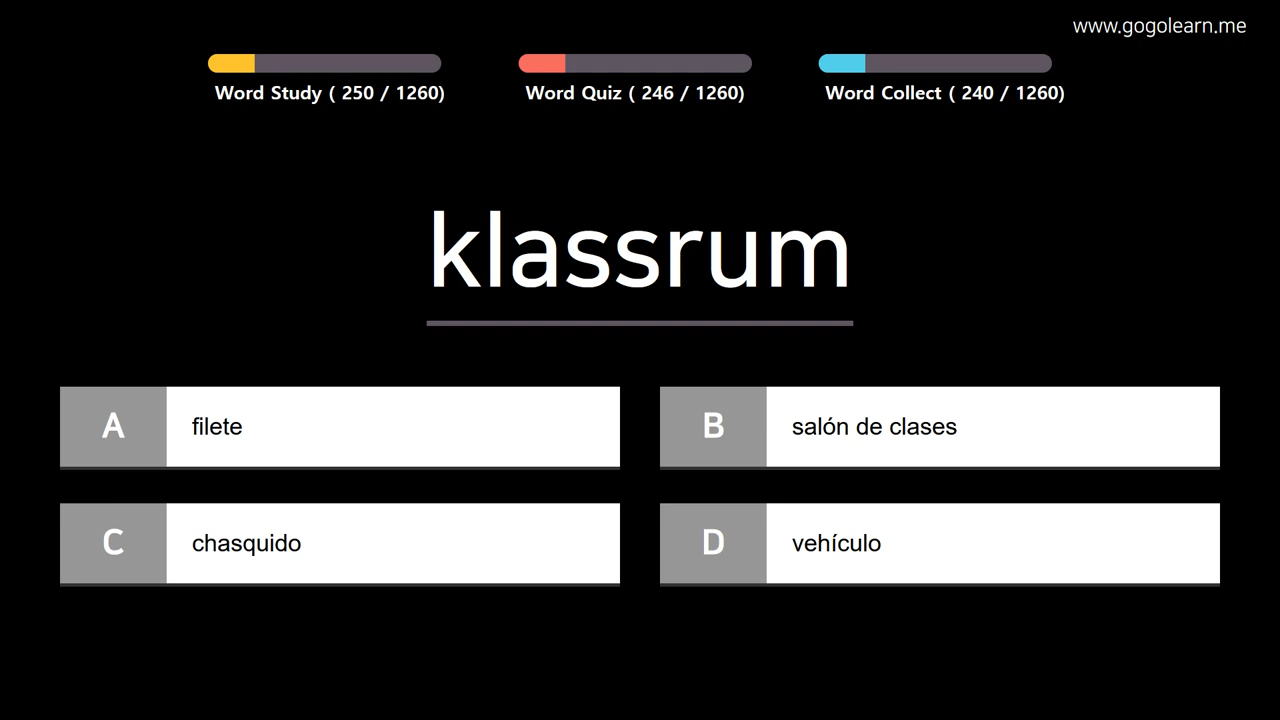 www.gogolearn.me
Word Study ( 250 / 1260)
Word Quiz ( 246 / 1260)
Word Collect ( 240 / 1260)
klassrum
A filete
B salón de clases
C chasquido
D vehículo